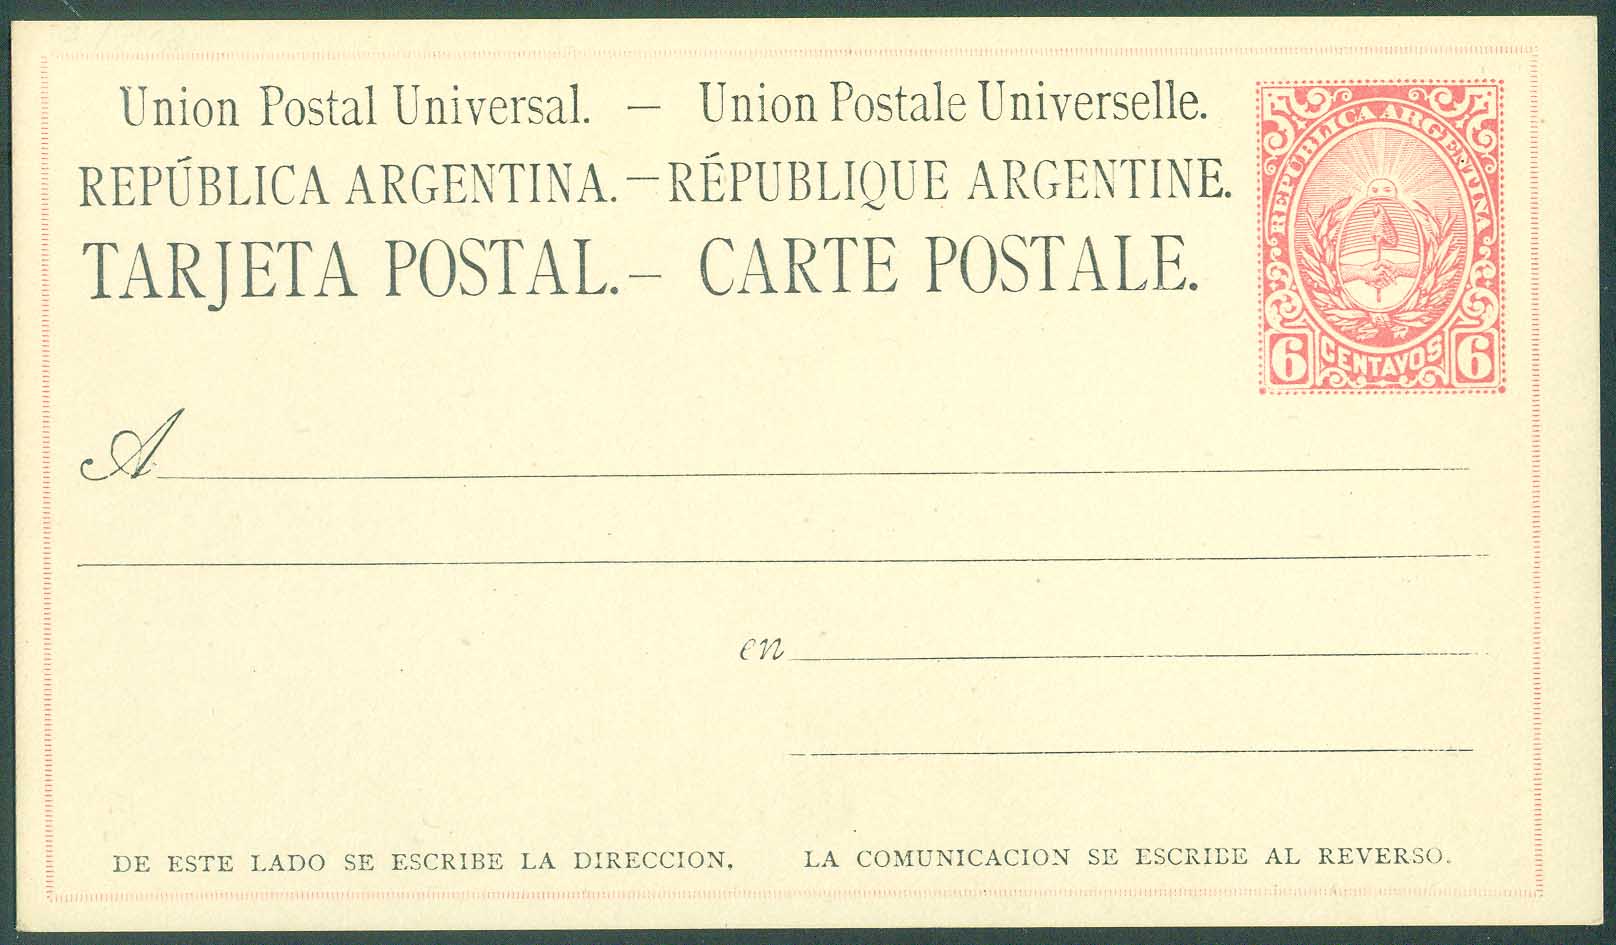 Union Postal Universal. — Union Postale Universelle.
REPÚBLICA ARGENTINA. — RÉPUBLIQUE ARGENTINE.
TARJETA POSTAL. — CARTE POSTALE.
REPÚBLICA ARGENTINA
6 CENTAVOS 6
A
en
DE ESTE LADO SE ESCRIBE LA DIRECCION, LA COMUNICACION SE ESCRIBE AL REVERSO.